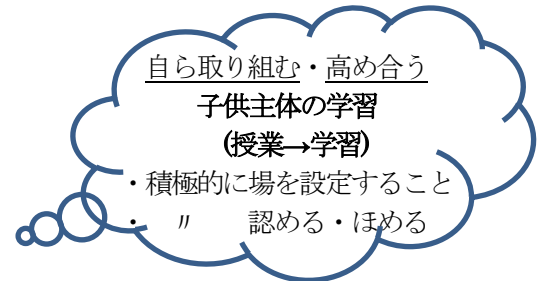 自ら取り組む・高め合う
子供主体の学習
(授業→学習)
・積極的に場を設定すること
・　〃　　認める・ほめる